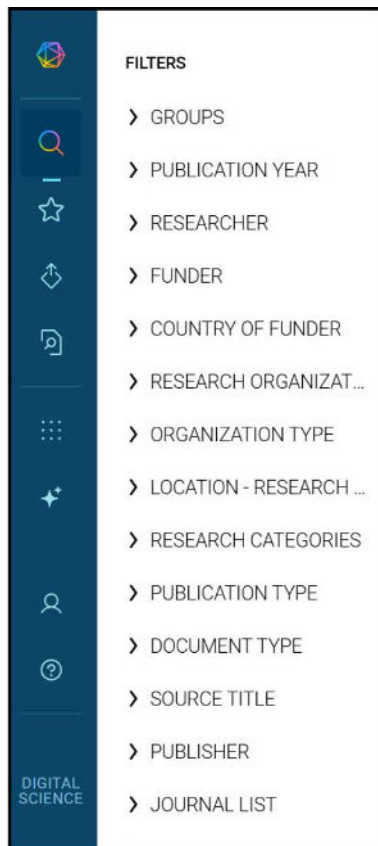 FILTERS
GROUPS
PUBLICATION YEAR
RESEARCHER
FUNDER
COUNTRY OF FUNDER
RESEARCH ORGANIZAT...
ORGANIZATION TYPE
LOCATION - RESEARCH ...
RESEARCH CATEGORIES
PUBLICATION TYPE
DOCUMENT TYPE
SOURCE TITLE
PUBLISHER
JOURNAL LIST
DIGITAL
SCIENCE